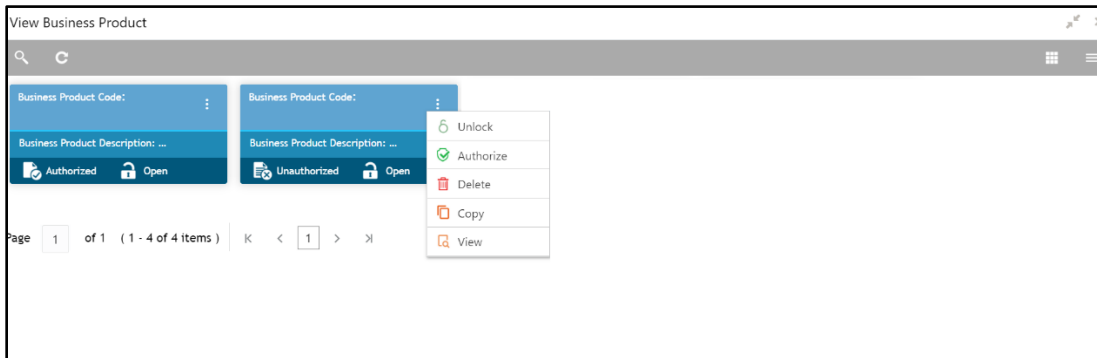 View Business Product
Business Product Code:
Business Product Description: ...
Authorized Open
Business Product Code:
Business Product Description: ...
Unauthorized Open
Unlock
Authorize
Delete
Copy
View
Page 1 of 1 ( 1 - 4 of 4 items ) 1